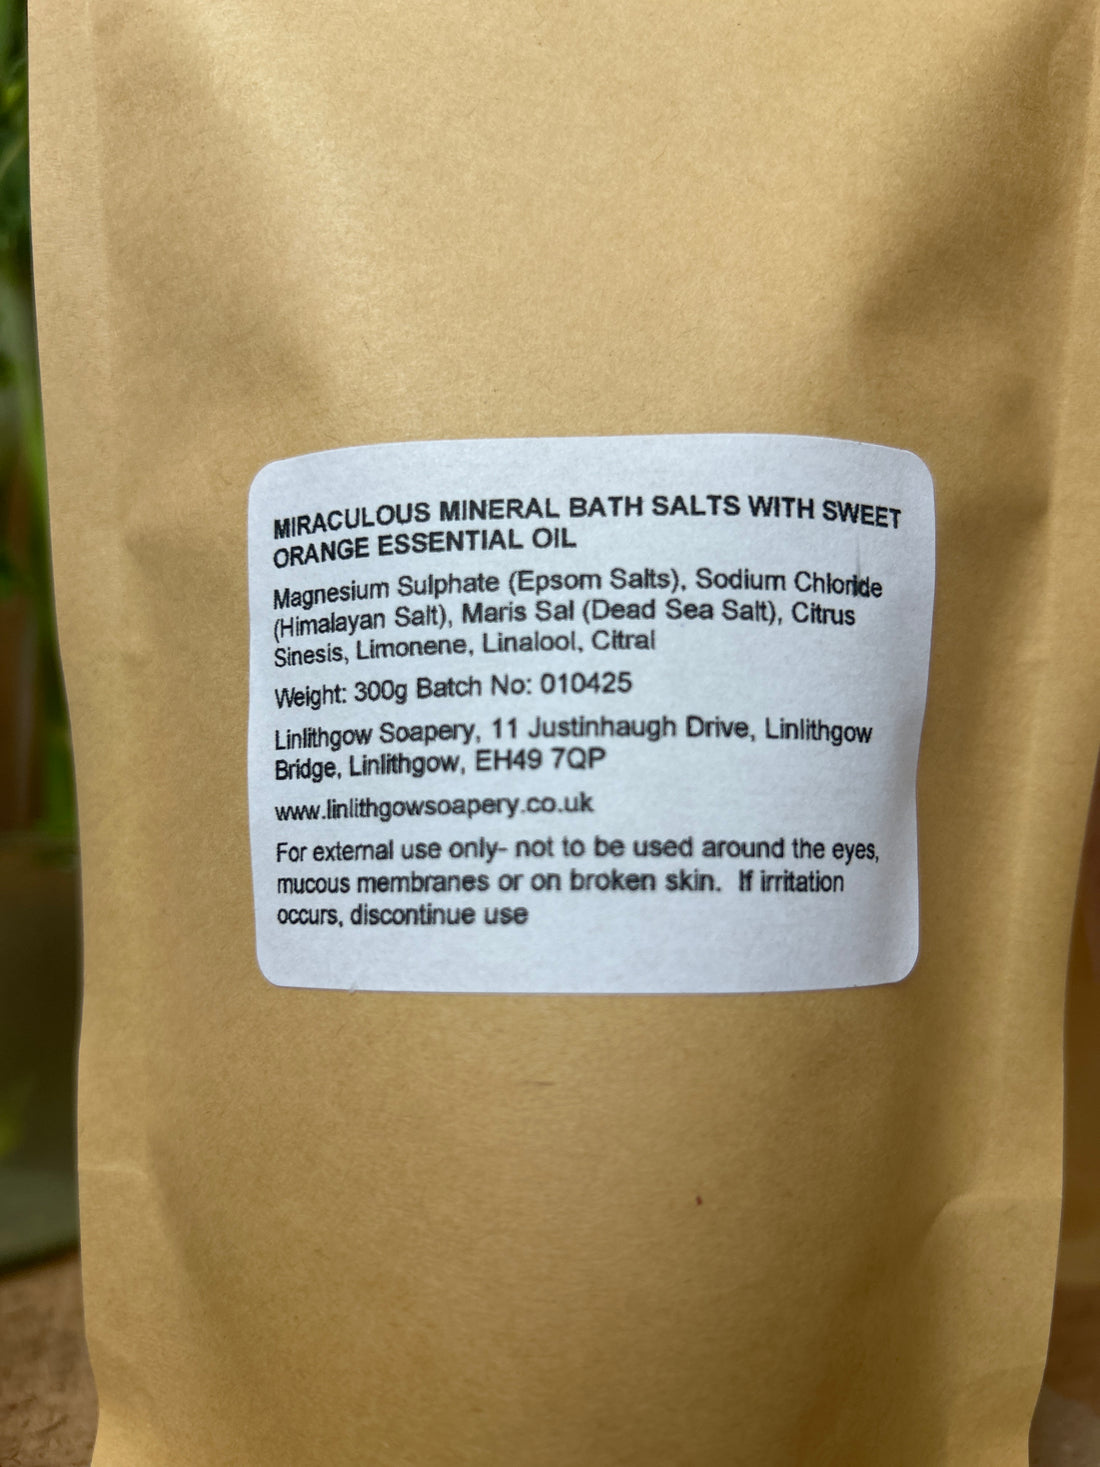 MIRACULOUS MINERAL BATH SALTS WITH SWEET
ORANGE ESSENTIAL OIL
Magnesium Sulphate (Epsom Salts), Sodium Chloride
(Himalayan Salt), Maris Sal (Dead Sea Salt), Citrus
Sinesis, Limonene, Linalool, Citral
Weight: 300g Batch No: 010425
Linlithgow Soapery, 11 Justinhaugh Drive, Linlithgow
Bridge, Linlithgow, EH49 7QP
www.linlithgowsoapery.co.uk
For external use only- not to be used around the eyes,
mucous membranes or on broken skin.  If irritation
occurs, discontinue use